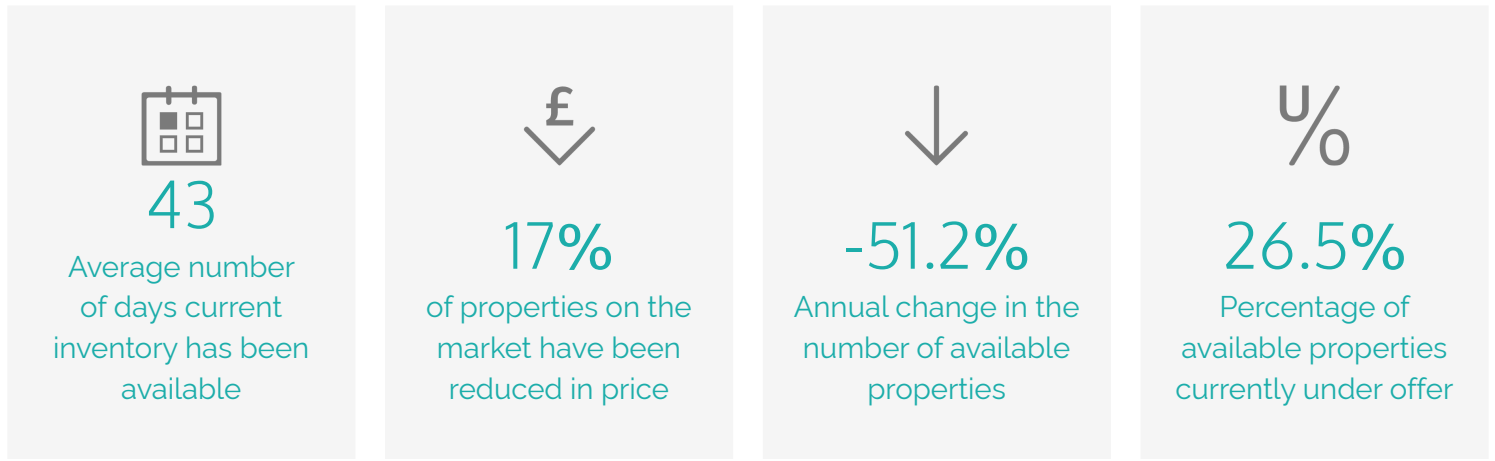 43
Average number
of days current
inventory has been
available
£
17%
of properties on the
market have been
reduced in price
-51.2%
Annual change in the
number of available
properties
U%
26.5%
Percentage of
available properties
currently under offer